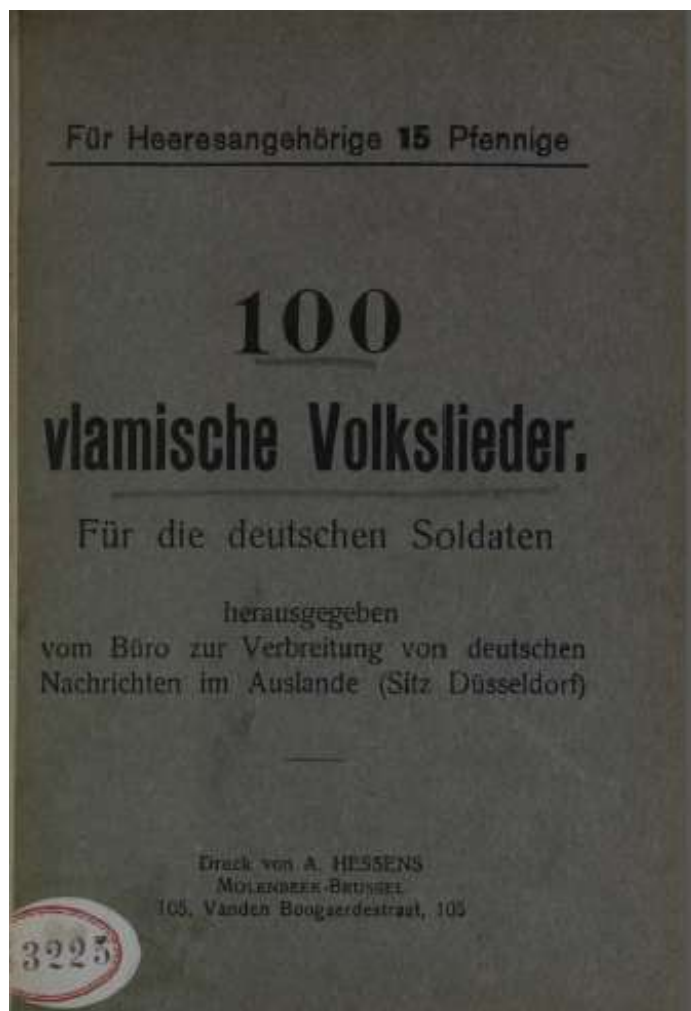 Für Heeresangehörige 15 Pfennige
100
vlamische Volkslieder.
Für die deutschen Soldaten
herausgegeben
vom Büro zur Verbreitung von deutschen
Nachrichten im Auslande (Sitz Düsseldorf)
Druck von A. HESSENS
MOLENBEEK-BRUSSEL
105, Vanden Boogaerdestraat, 105
3225